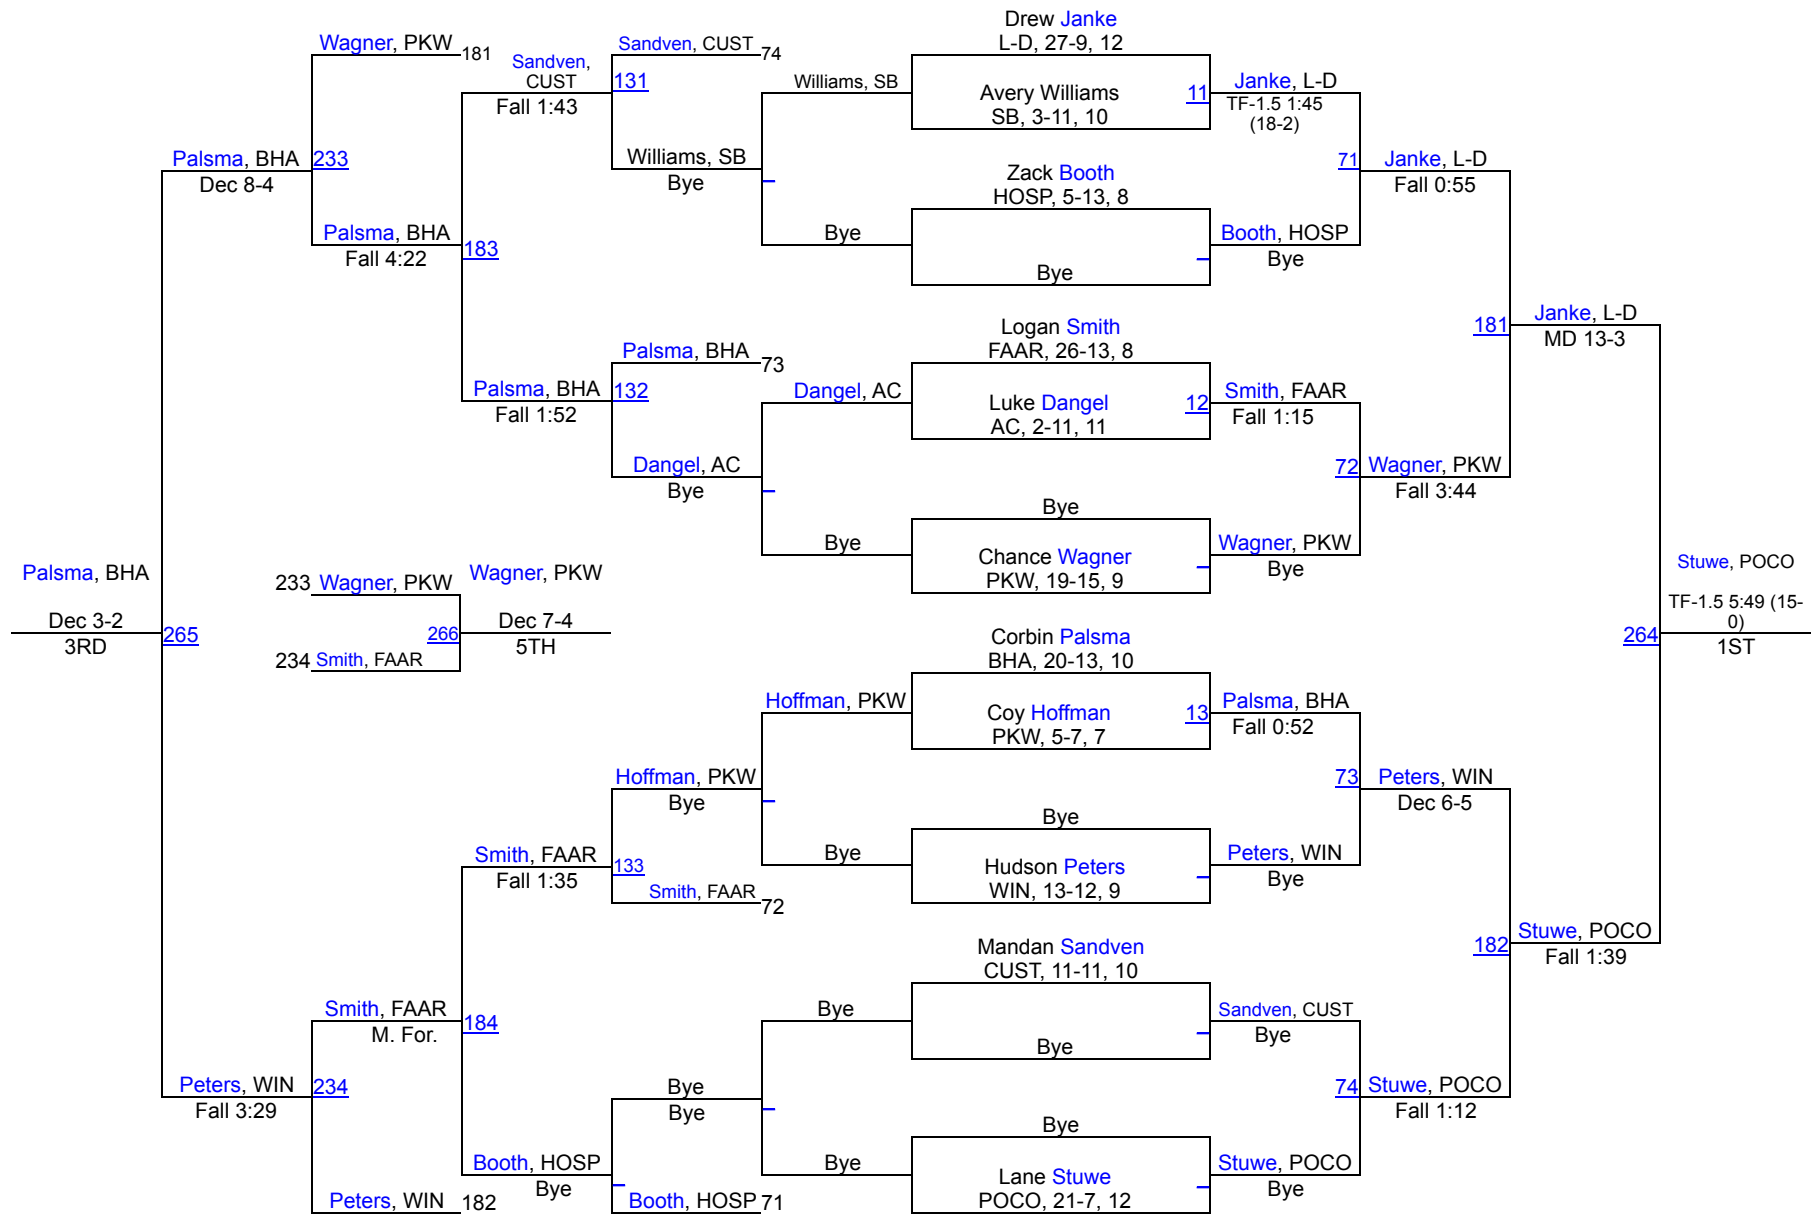 Wagner, PKW
181
Palsma, BHA
233
Dec 8-4
Palsma, BHA
Fall 4:22
183
Sandven,
CUST
Fall 1:43
131
Sandven, CUST
74
Williams, SB
Bye
Williams, SB
Bye
Palsma, BHA
Fall 1:52
132
Palsma, BHA
73
Dangel, AC
Bye
Dangel, AC
Bye
Palsma, BHA
Dec 3-2
3RD
265
233 Wagner, PKW
234 Smith, FAAR
266
Wagner, PKW
Dec 7-4
5TH
Hoffman, PKW
Hoffman, PKW
Bye
Bye
Smith, FAAR
Fall 1:35
133
Smith, FAAR
72
Smith, FAAR
M. For.
184
Peters, WIN
Fall 3:29
234
Peters, WIN 182
Booth, HOSP
Bye
Booth, HOSP 71
Bye
Bye
Bye
Bye
Drew Janke
L-D, 27-9, 12
Avery Williams
SB, 3-11, 10
11
Zack Booth
HOSP, 5-13, 8
Bye
Logan Smith
FAAR, 26-13, 8
Luke Dangel
AC, 2-11, 11
12
Bye
Chance Wagner
PKW, 19-15, 9
Corbin Palsma
BHA, 20-13, 10
Coy Hoffman
PKW, 5-7, 7
13
Bye
Hudson Peters
WIN, 13-12, 9
Mandan Sandven
CUST, 11-11, 10
Bye
Bye
Lane Stuwe
POCO, 21-7, 12
Janke, L-D
TF-1.5 1:45
(18-2)
71
Booth, HOSP
Bye
Smith, FAAR
Fall 1:15
72
Wagner, PKW
Bye
Palsma, BHA
Fall 0:52
73
Peters, WIN
Bye
Sandven, CUST
Bye
74
Stuwe, POCO
Bye
Janke, L-D
Fall 0:55
181
Wagner, PKW
Fall 3:44
Peters, WIN
Dec 6-5
182
Stuwe, POCO
Fall 1:12
Janke, L-D
MD 13-3
264
Stuwe, POCO
Fall 1:39
Stuwe, POCO
TF-1.5 5:49 (15-
0)
1ST